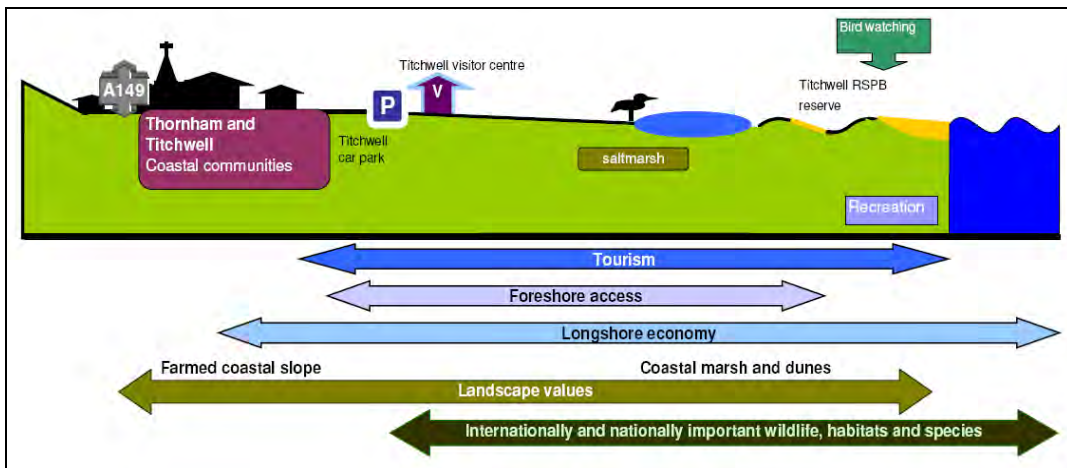 Bird watching
Titchwell visitor centre
Titchwell RSPB
reserve
A149
V
P
Thornham and
Titchwell
Coastal communities
Titchwell
car park
saltmarsh
Recreation
Tourism
Foreshore access
Longshore economy
Farmed coastal slope
Coastal marsh and dunes
Landscape values
Internationally and nationally important wildlife, habitats and species